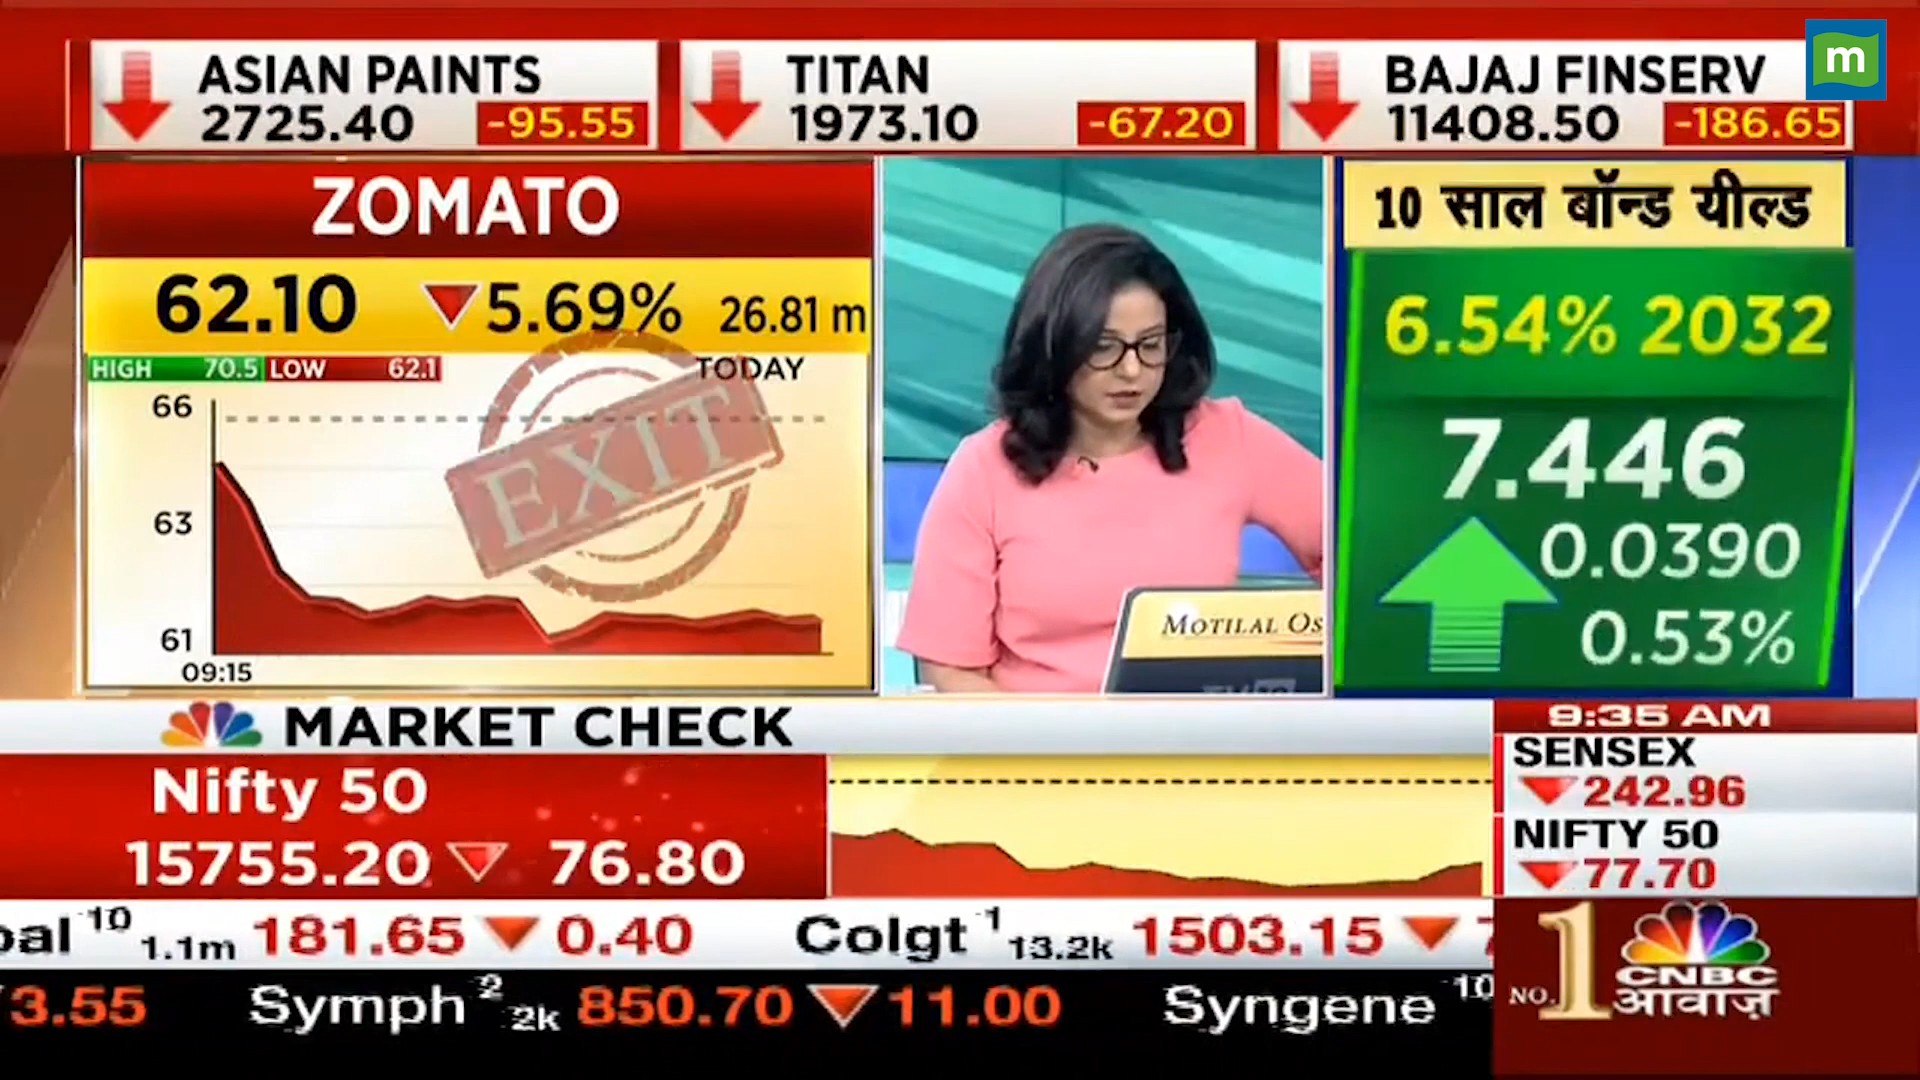 m
ASIAN PAINTS
2725.40 -95.55
TITAN
1973.10 -67.20
BAJAJ FINSERV
11408.50 -186.65
ZOMATO
62.10 5.69% 26.81 m
HIGH 70.5 LOW 62.1 TODAY
66
63
61
09:15
EXIT
MOTILAL OS
10 साल बॉन्ड यील्ड
6.54% 2032
7.446
0.0390
0.53%
MARKET CHECK
Nifty 50
15755.20 76.80
9:35 AM
SENSEX
242.96
NIFTY 50
77.70
bal 10 1.1m 181.65 0.40 Colgt 1 13.2k 1503.15 7
3.55 Symph 2 2k 850.70 11.00 Syngene 10
NO. 1 CNBC
आवाज़